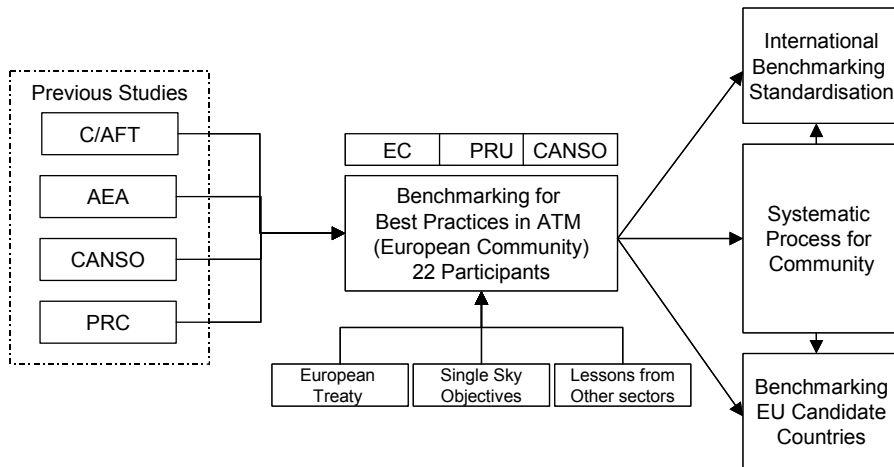 Previous Studies
C/AFT
AEA
CANSO
PRC
EC
PRU
CANSO
Benchmarking for
Best Practices in ATM
(European Community)
22 Participants
European
Treaty
Single Sky
Objectives
Lessons from
Other sectors
International
Benchmarking
Standardisation
Systematic
Process for
Community
Benchmarking
EU Candidate
Countries